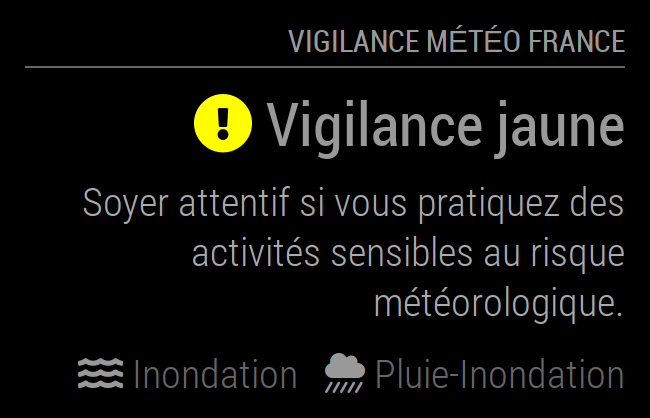 VIGILANCE MÉTÉO FRANCE
Vigilance jaune
Soyer attentif si vous pratiquez des
activités sensibles au risque
météorologique.
Inondation Pluie-Inondation